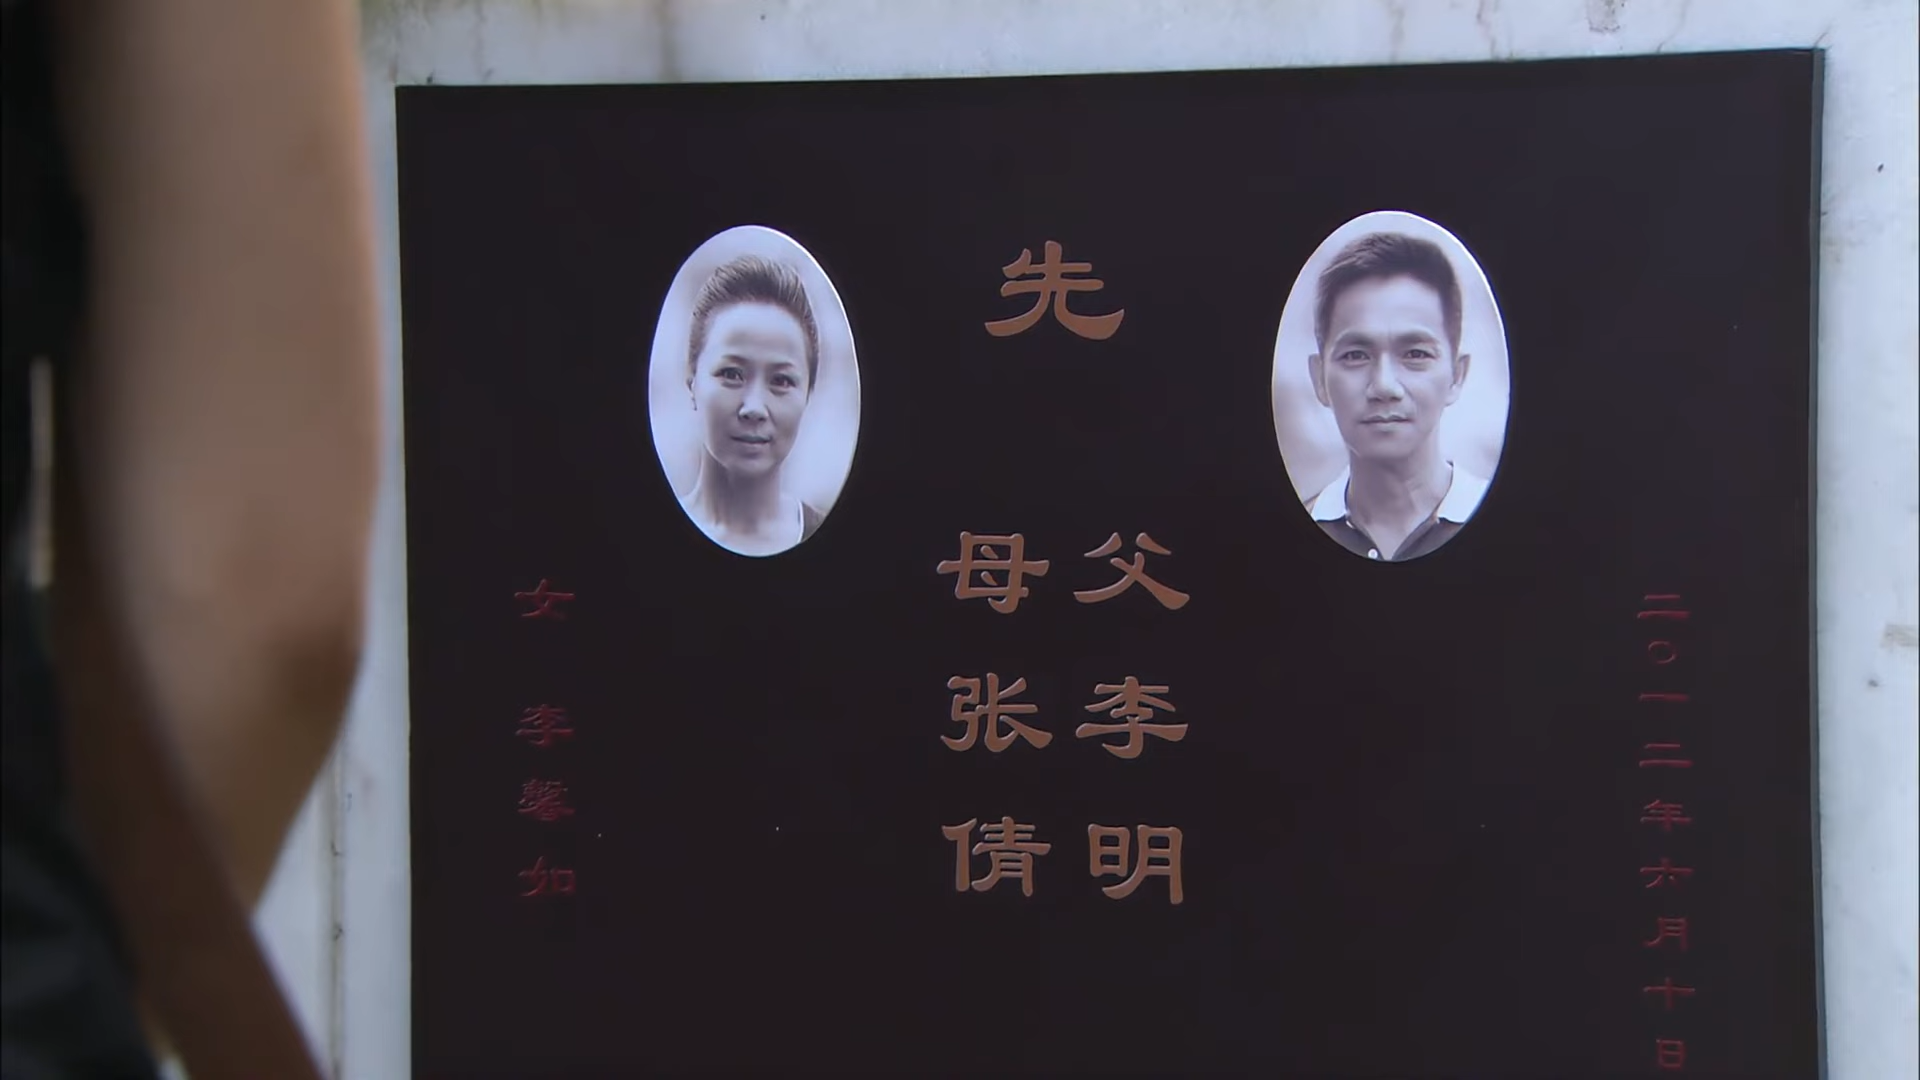 二〇一二年六月十日
先
父李明
母张倩
女 李馨如